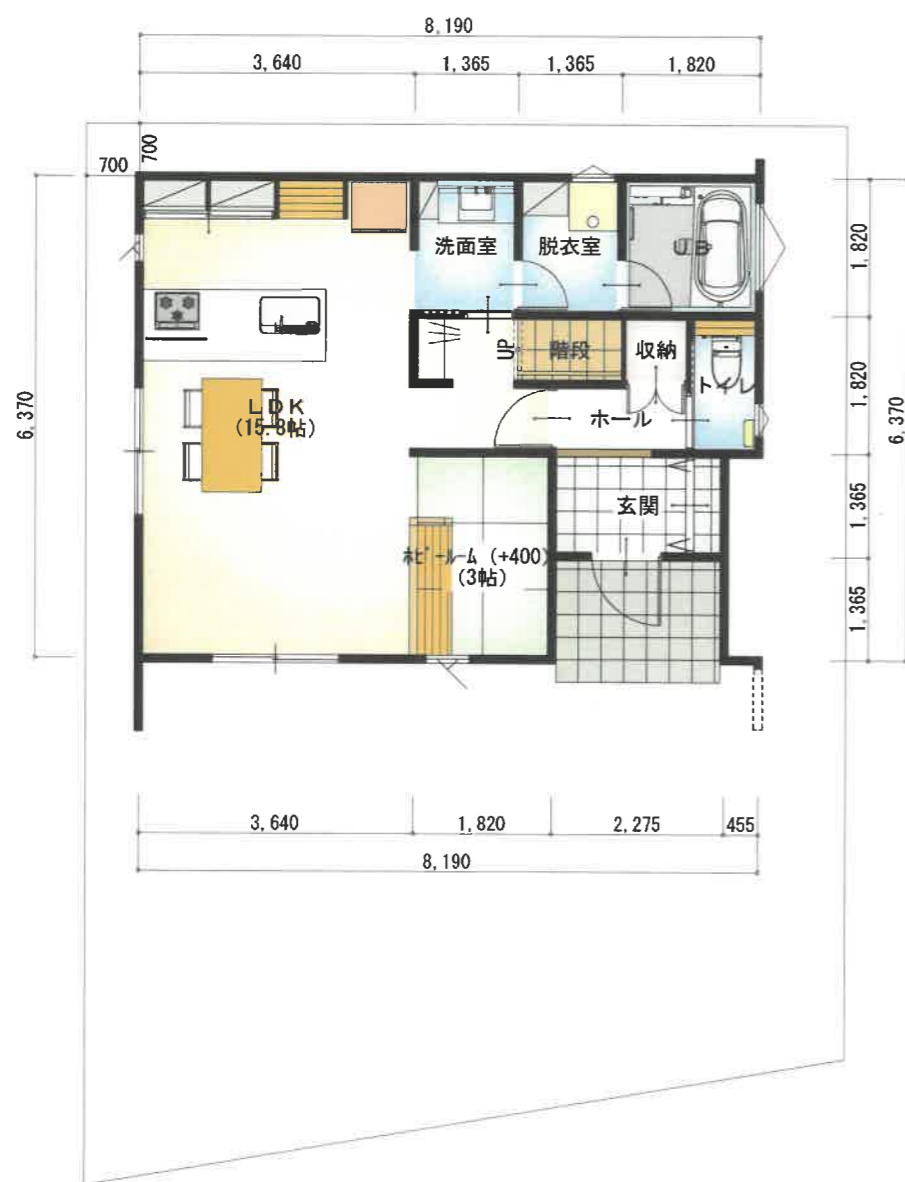 8,190
3,640
1,365
1,365
1,820
700
700
洗面室
脱衣室
UB
1,820
UP
階段
収納
トイレ
1,820
6,370
LDK
(15.8帖)
ホール
6,370
玄関
1,365
ホビールーム (+400)
(3帖)
1,365
3,640
1,820
2,275
455
8,190